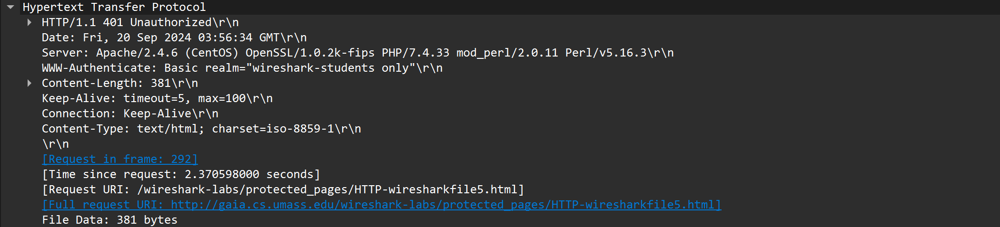 Hypertext Transfer Protocol
HTTP/1.1 401 Unauthorized\r\n
Date: Fri, 20 Sep 2024 03:56:34 GMT\r\n
Server: Apache/2.4.6 (CentOS) OpenSSL/1.0.2k-fips PHP/7.4.33 mod_perl/2.0.11 Perl/v5.16.3\r\n
WWW-Authenticate: Basic realm="wireshark-students only"\r\n
Content-Length: 381\r\n
Keep-Alive: timeout=5, max=100\r\n
Connection: Keep-Alive\r\n
Content-Type: text/html; charset=iso-8859-1\r\n
\r\n
[Request in frame: 292]
[Time since request: 2.370598000 seconds]
[Request URI: /wireshark-labs/protected_pages/HTTP-wiresharkfile5.html]
[Full request URI: http://gaia.cs.umass.edu/wireshark-labs/protected_pages/HTTP-wiresharkfile5.html]
File Data: 381 bytes